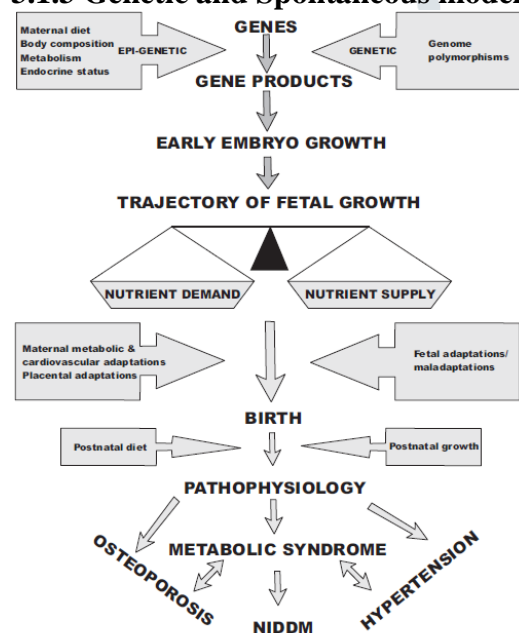 3.1.3 Genetic and Spontaneous model
GENES
Maternal diet
Body composition
Metabolism
Endocrine status
EPI-GENETIC
GENETIC
Genome
polymorphisms
GENE PRODUCTS
EARLY EMBRYO GROWTH
TRAJECTORY OF FETAL GROWTH
NUTRIENT DEMAND
NUTRIENT SUPPLY
Maternal metabolic &
cardiovascular adaptations
Placental adaptations
Fetal adaptations/
maladaptations
BIRTH
Postnatal diet
Postnatal growth
PATHOPHYSIOLOGY
OSTEOPOROSIS
METABOLIC SYNDROME
HYPERTENSION
NIDDM